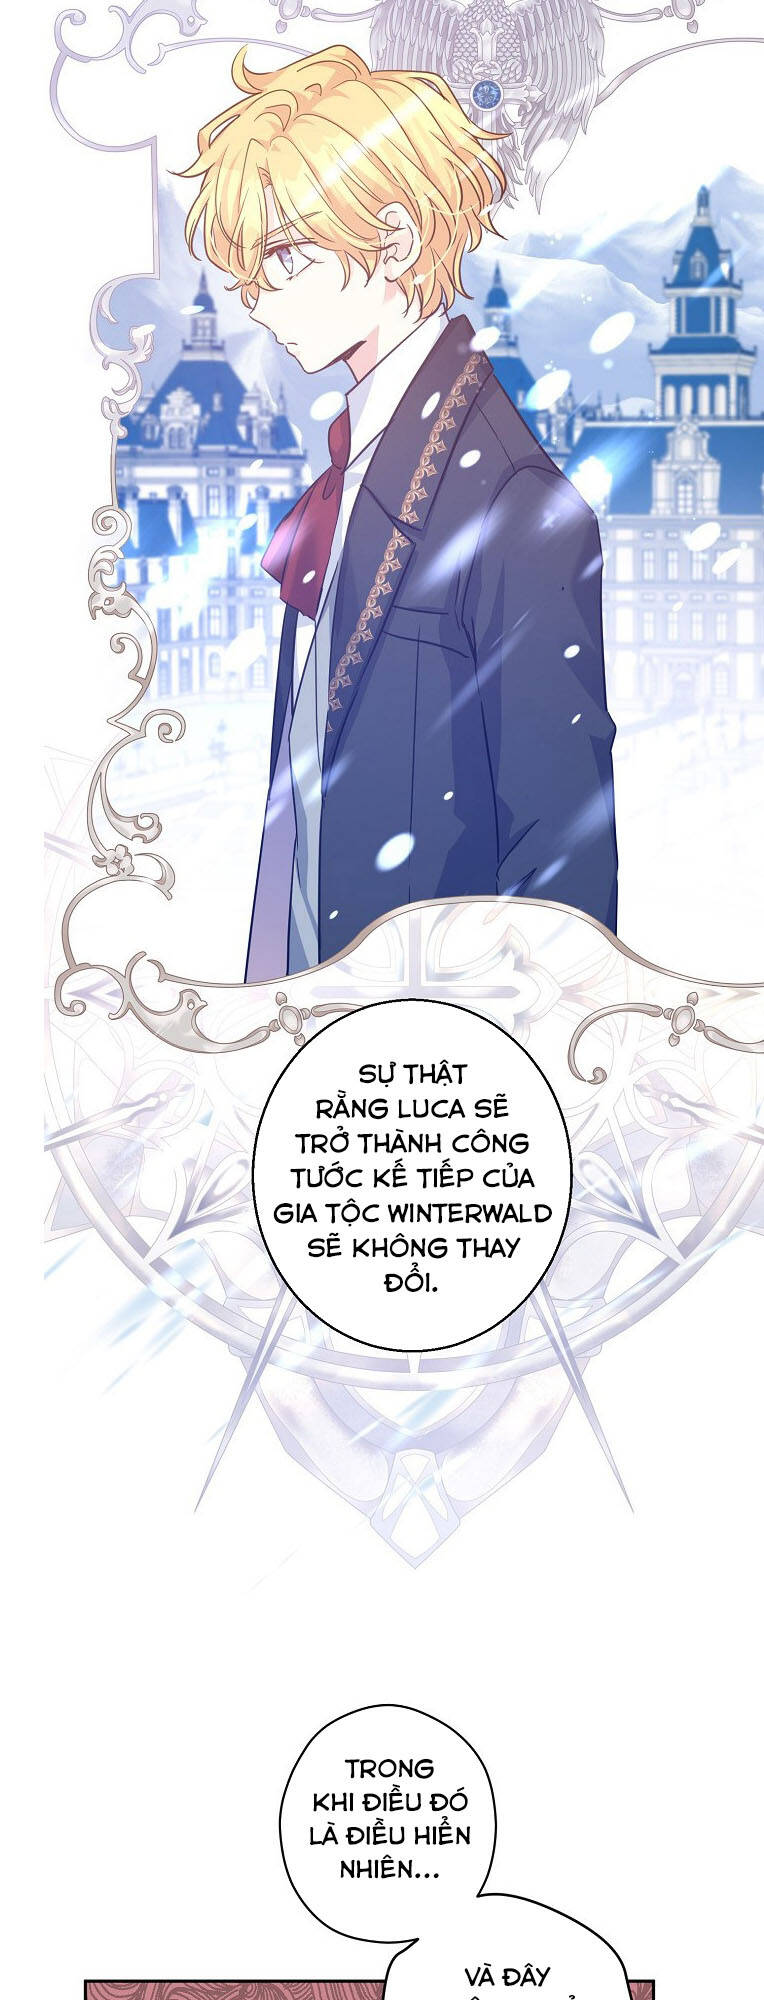 SỰ THẬT
RẰNG LUCA SẼ
TRỞ THÀNH CÔNG
TƯỚC KẾ TIẾP CỦA
GIA TỘC WINTERWALD
SẼ KHÔNG THAY
ĐỔI.
TRONG
KHI ĐIỀU ĐÓ
LÀ ĐIỀU HIỂN
NHIÊN...
VÀ ĐÂY